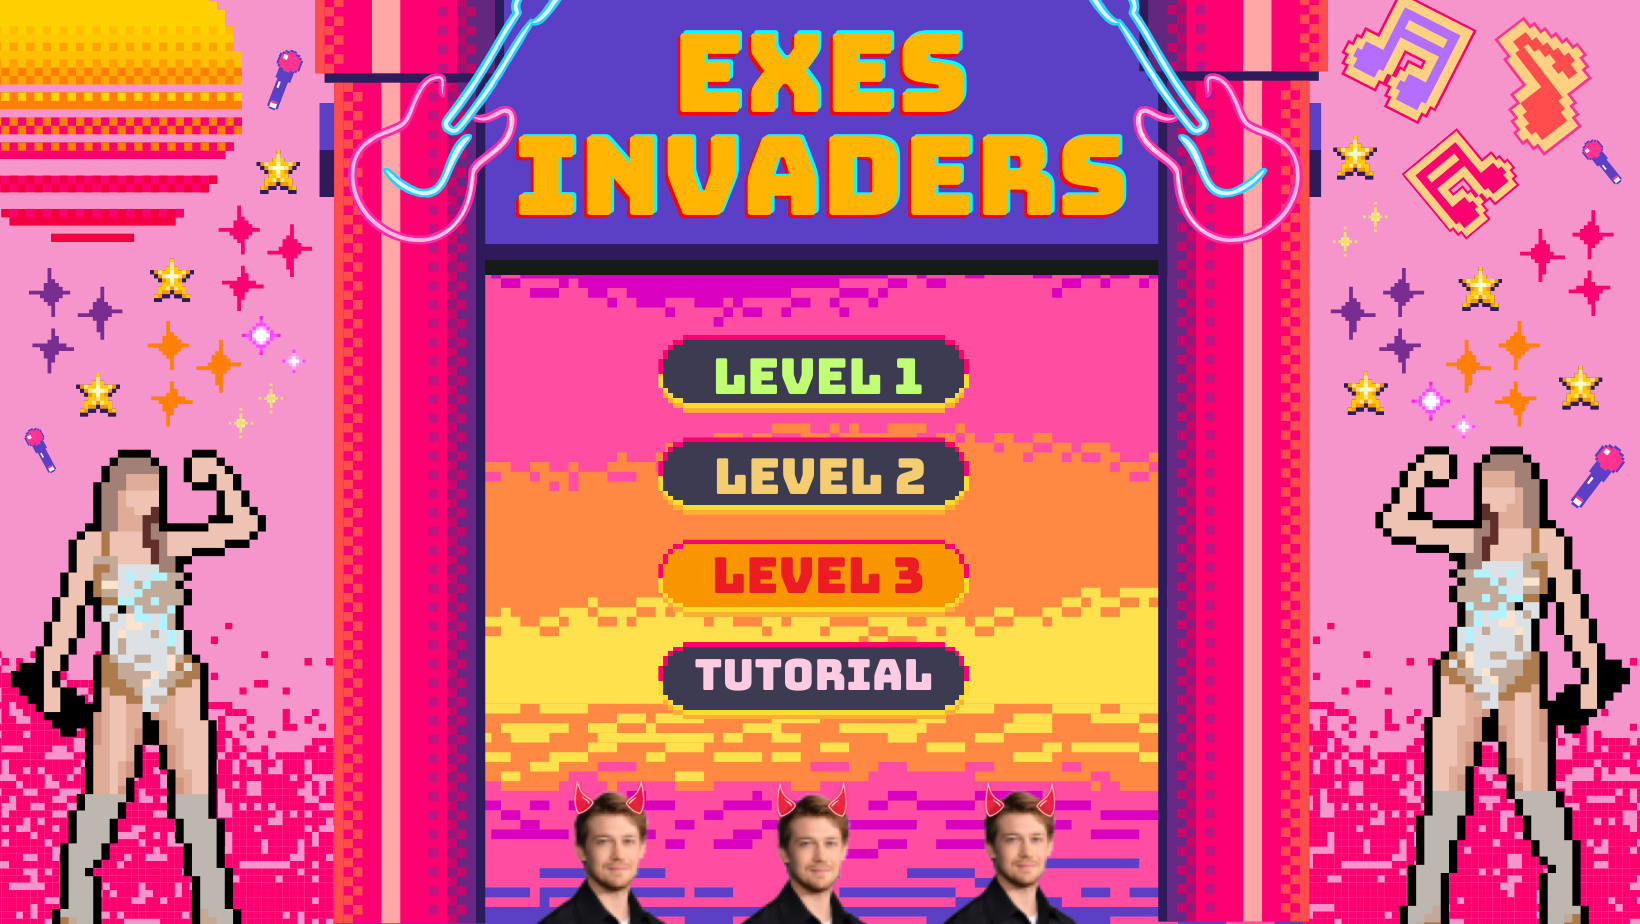 EXES
INVADERS
LEVEL 1
LEVEL 2
LEVEL 3
TUTORIAL